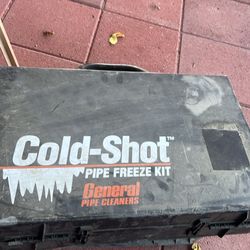 Cold-Shot™
PIPE FREEZE KIT
General
PIPE CLEANERS